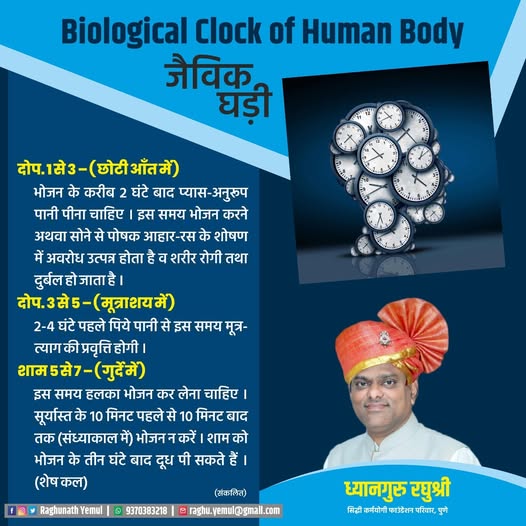 Biological Clock of Human Body
जैविक
घड़ी
दोप. 1 से 3 – (छोटी आँत में)
भोजन के करीब 2 घंटे बाद प्यास-अनुरूप
पानी पीना चाहिए । इस समय भोजन करने
अथवा सोने से पोषक आहार-रस के शोषण
में अवरोध उत्पन्न होता है व शरीर रोगी तथा
दुर्बल हो जाता है ।
दोप. 3 से 5 – (मूत्राशय में)
2-4 घंटे पहले पिये पानी से इस समय मूत्र-
त्याग की प्रवृत्ति होगी ।
शाम 5 से 7 – (गुर्दे में)
इस समय हलका भोजन कर लेना चाहिए ।
सूर्यास्त के 10 मिनट पहले से 10 मिनट बाद
तक (संध्याकाल में) भोजन न करें । शाम को
भोजन के तीन घंटे बाद दूध पी सकते हैं ।
(शेष कल)
(संकलित)
ध्यानगुरु रघुश्री
सिद्धी कर्मयोगी फाउंडेशन परिवार, पुणे
Raghunath Yemul | 9370383218 | raghu.yemul@gmail.com